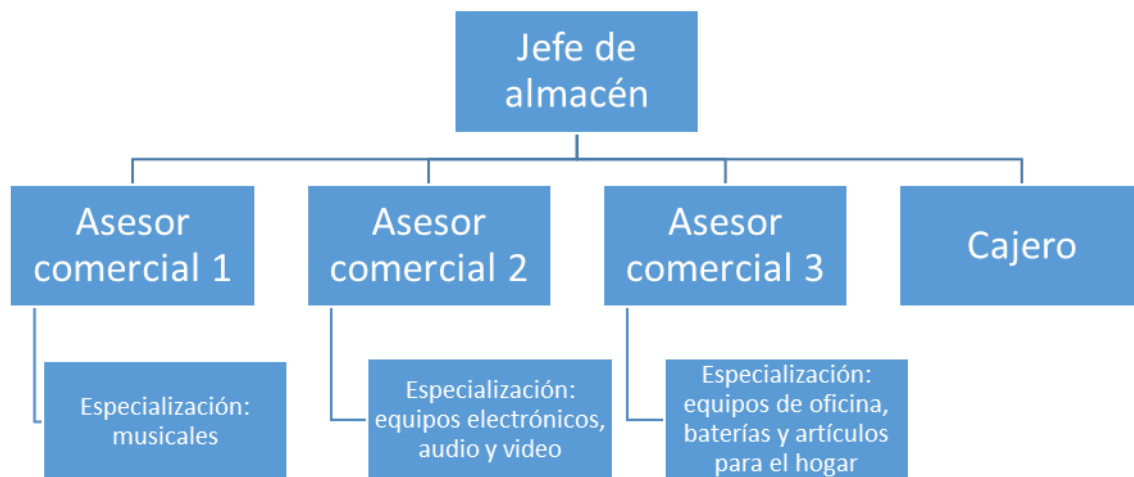 Jefe de
almacén
Asesor
comercial 1
Asesor
comercial 2
Asesor
comercial 3
Cajero
Especialización:
musicales
Especialización:
equipos electrónicos,
audio y video
Especialización:
equipos de oficina,
baterías y artículos
para el hogar